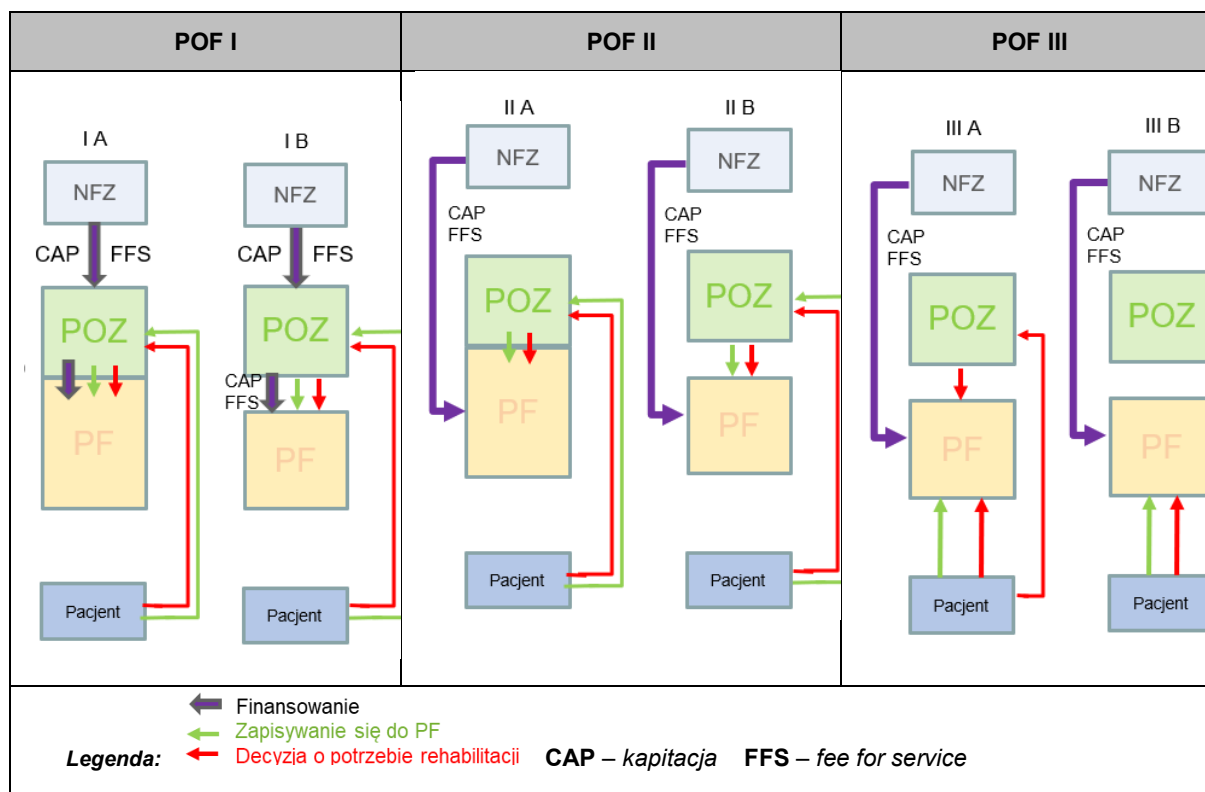 POF I
POF II
POF III
I A
I B
II A
II B
III A
III B
NFZ
NFZ
NFZ
NFZ
NFZ
NFZ
CAP FFS
CAP FFS
CAP
FFS
CAP
FFS
CAP
FFS
CAP
FFS
POZ
POZ
POZ
POZ
POZ
POZ
CAP
FFS
PF
PF
PF
PF
PF
PF
Pacjent
Pacjent
Pacjent
Pacjent
Pacjent
Pacjent
Legenda:
Finansowanie
Zapisywanie się do PF
Decyzja o potrzebie rehabilitacji
CAP – kapitacja FFS – fee for service